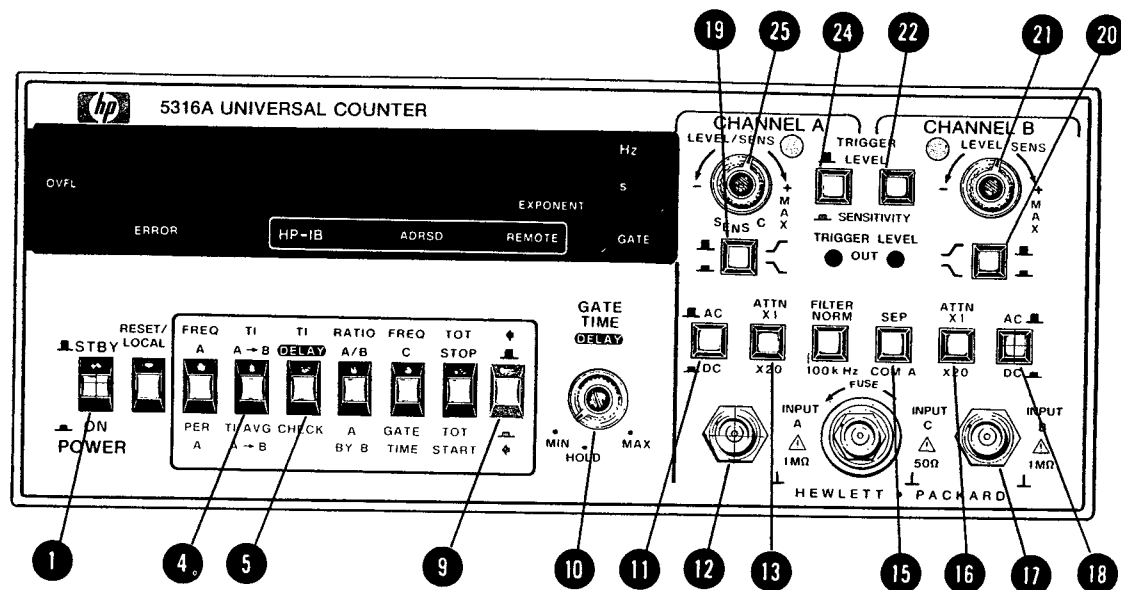 19 25 24 22 21 20
hp 5316A UNIVERSAL COUNTER
CHANNEL A
CHANNEL B
LEVEL/SENS
TRIGGER LEVEL
LEVEL SENS
Hz
OVFL
s
- + MAX
- + MAX
EXPONENT
SENS C
SENSITIVITY
ERROR
HP-IB ADRSD REMOTE
GATE
TRIGGER LEVEL
OUT
GATE TIME
DELAY
STBY
RESET/LOCAL
FREQ A
TI A→B
TI DELAY
RATIO A/B
FREQ C
TOT STOP
AC
ATTN X1
FILTER NORM
SEP
ATTN X1
AC
DC
X20
100kHz
COM A
X20
DC
ON
POWER
PER A
TI AVG A→B
CHECK
A BY B
GATE TIME
TOT START
MIN
HOLD
MAX
FUSE
INPUT A
1MΩ
INPUT C
50Ω
INPUT B
1MΩ
HEWLETT • PACKARD
1 4 5 9 10 11 12 13 15 16 17 18